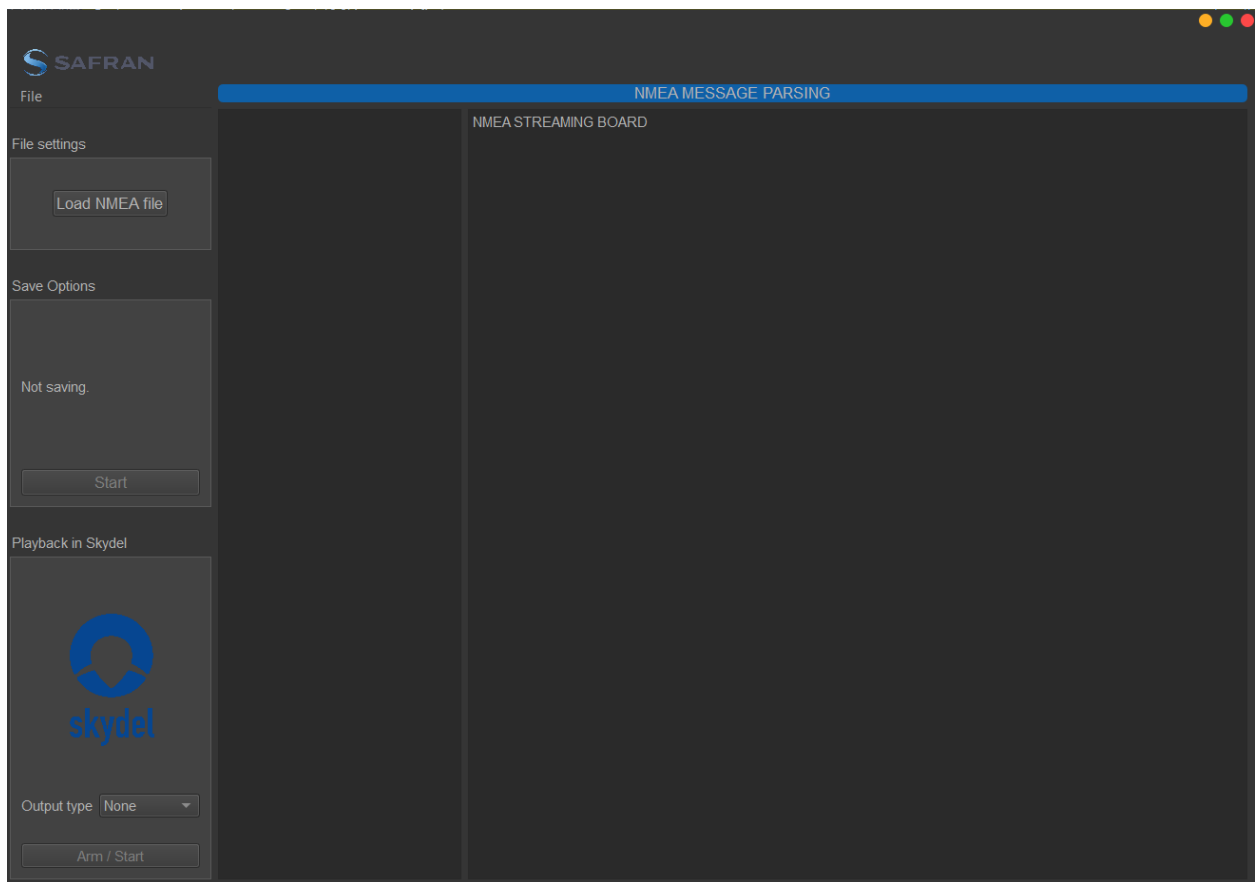 SAFRAN
File
NMEA MESSAGE PARSING
NMEA STREAMING BOARD
File settings
Load NMEA file
Save Options
Not saving.
Start
Playback in Skydel
skydel
Output type None
Arm / Start